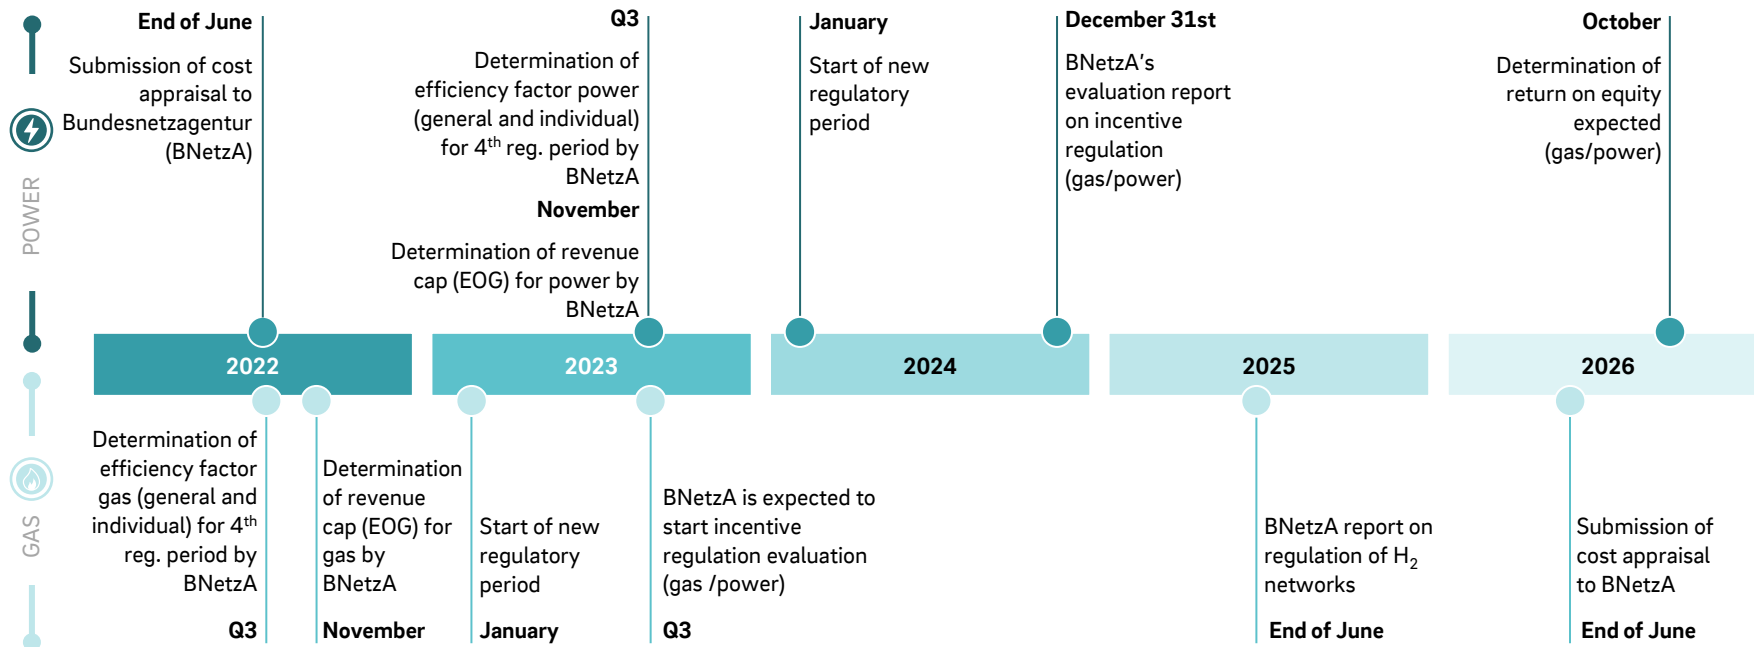 End of June
Submission of cost
appraisal to
Bundesnetzagentur
(BNetzA)
Q3
Determination of
efficiency factor power
(general and individual)
for 4th reg. period by
BNetzA
November
Determination of revenue
cap (EOG) for power by
BNetzA
January
Start of new
regulatory
period
December 31st
BNetzA's
evaluation report
on incentive
regulation
(gas/power)
October
Determination of
return on equity
expected
(gas/power)
POWER
2022
2023
2024
2025
2026
GAS
Determination of
efficiency factor
gas (general and
individual) for 4th
reg. period by
BNetzA
Q3
Determination
of revenue
cap (EOG) for
gas by
BNetzA
November
Start of new
regulatory
period
January
BNetzA is expected to
start incentive
regulation evaluation
(gas /power)
Q3
BNetzA report on
regulation of H2
networks
End of June
Submission of
cost appraisal
to BNetzA
End of June